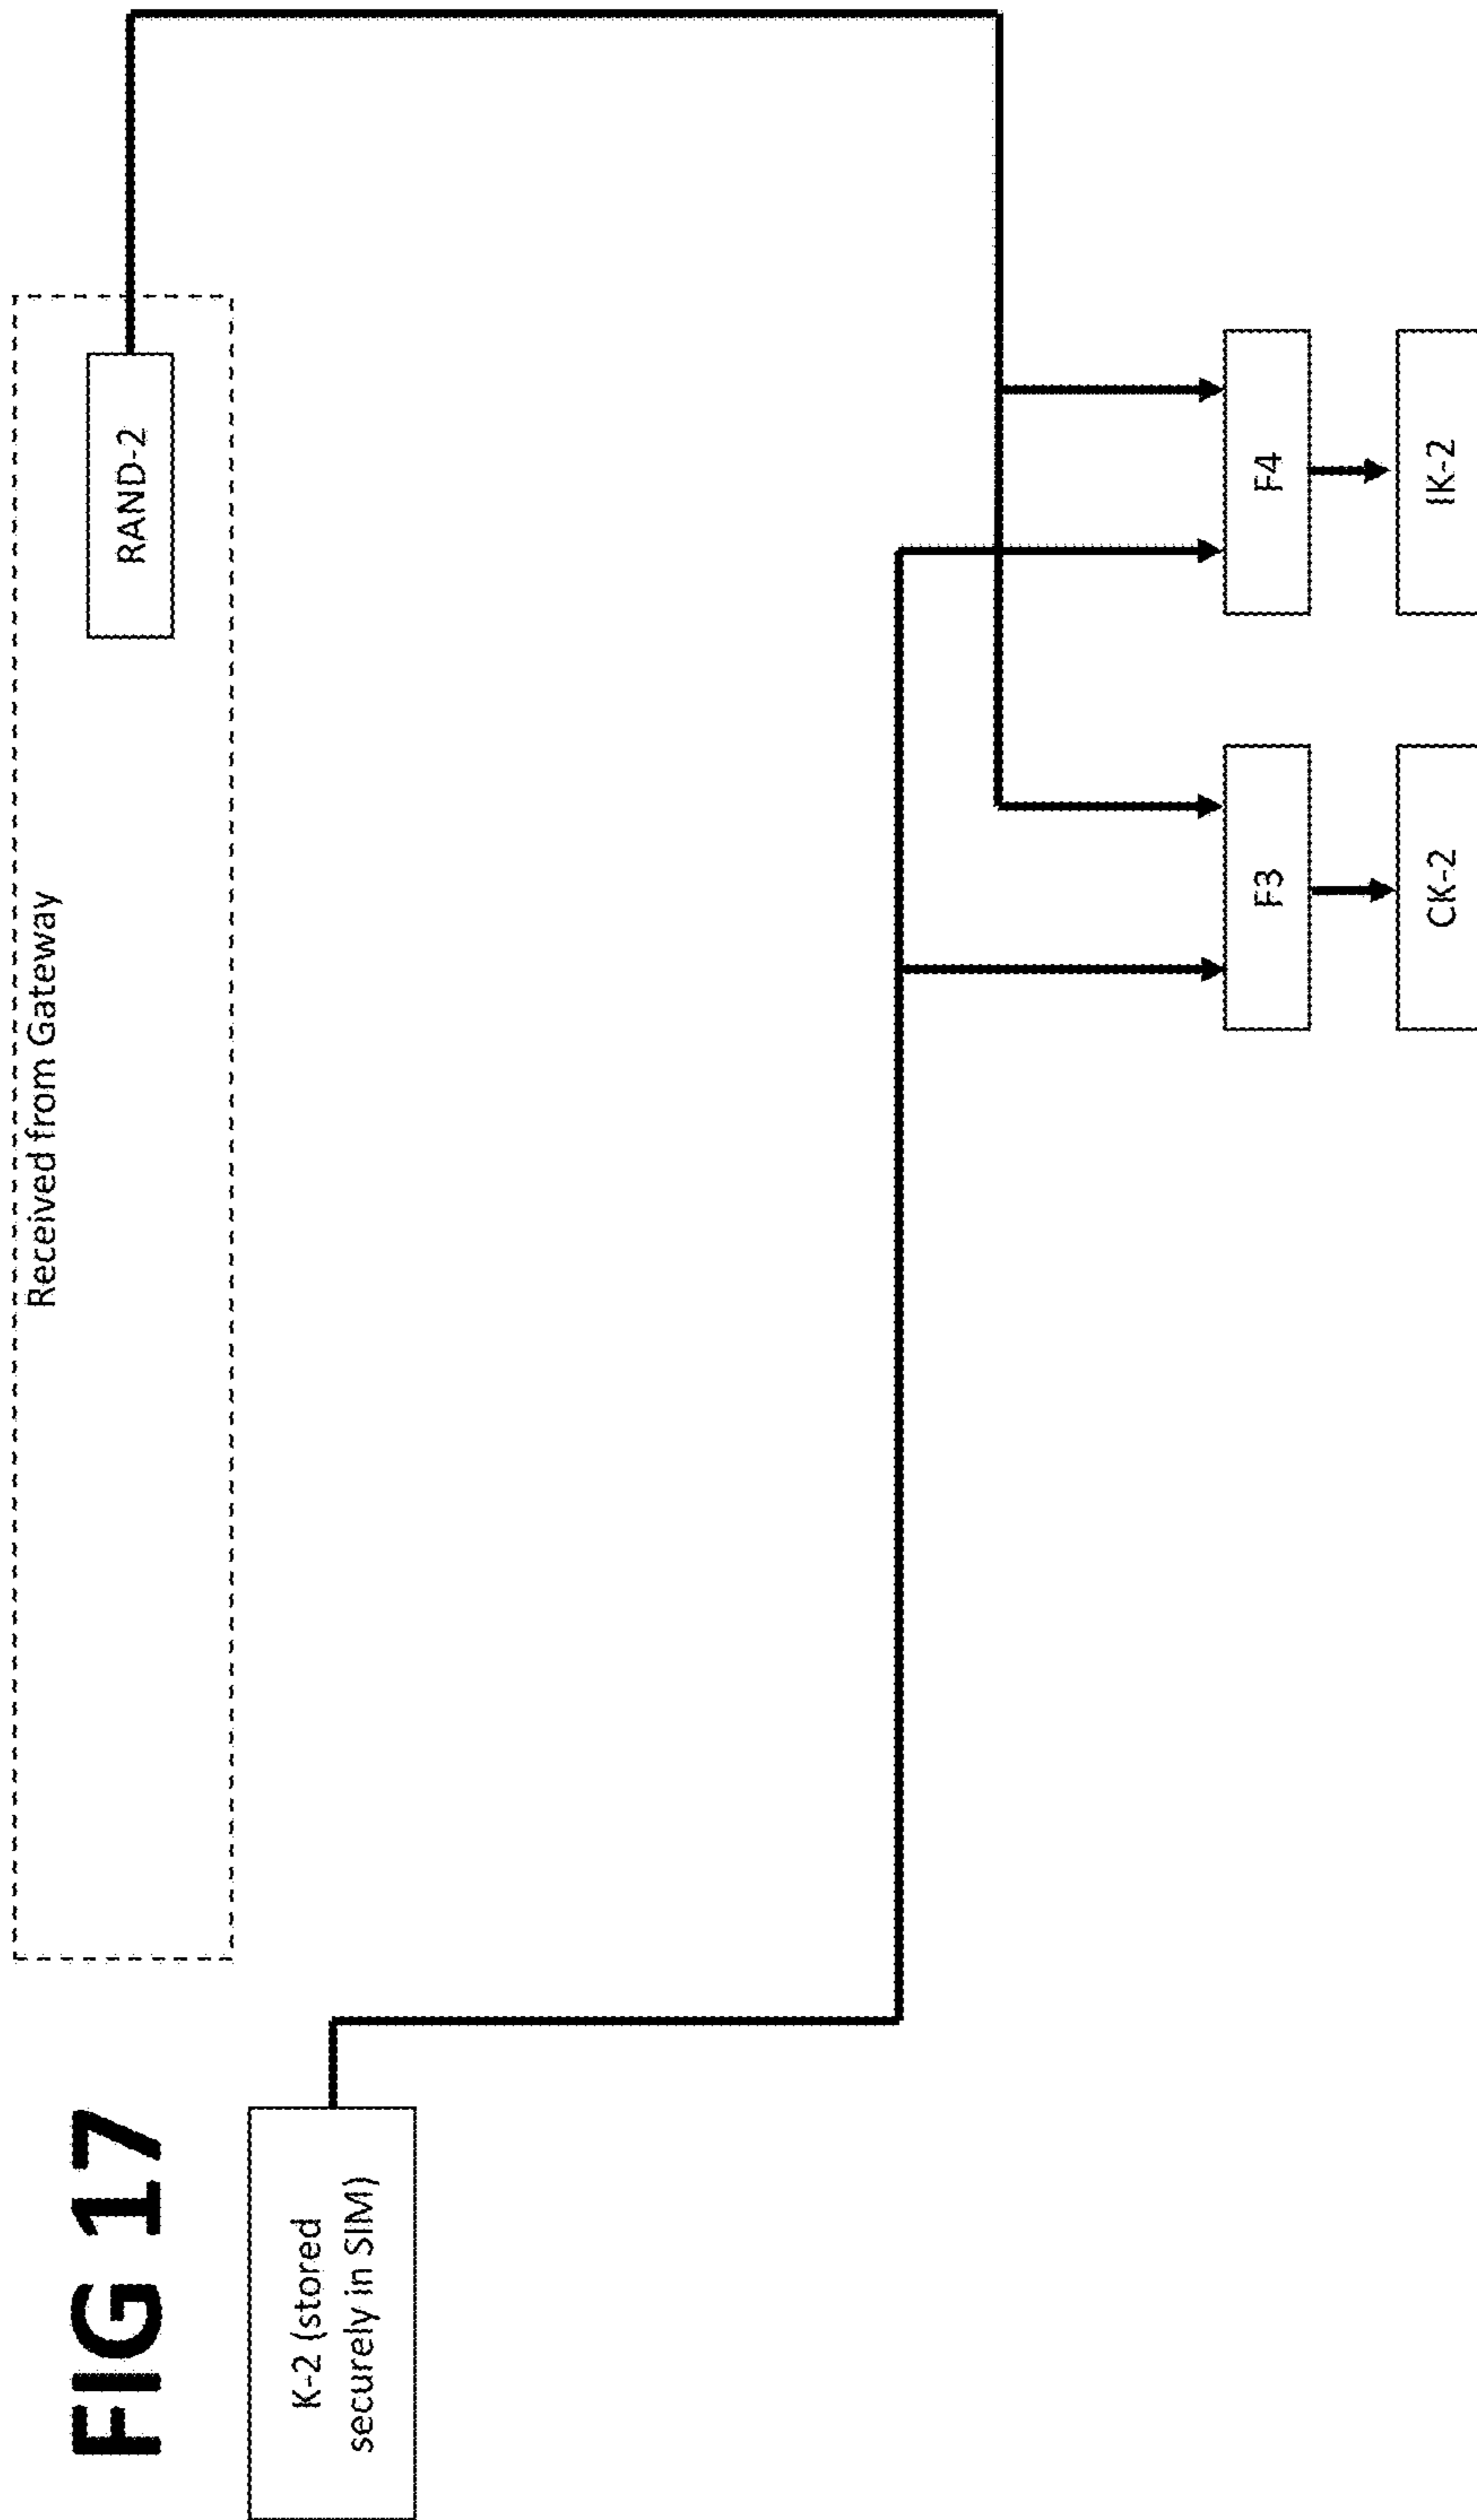 FIG 17
Received from Gateway
RAND-2
K-2 (stored
securely in SIM)
F3
F4
CK-2
IK-2